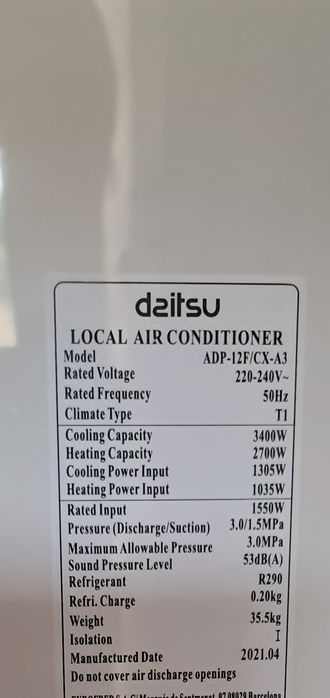 daitsu
LOCAL AIR CONDITIONER
Model ADP-12F/CX-A3
Rated Voltage 220-240V~
Rated Frequency 50Hz
Climate Type T1
Cooling Capacity 3400W
Heating Capacity 2700W
Cooling Power Input 1305W
Heating Power Input 1035W
Rated Input 1550W
Pressure (Discharge/Suction) 3.0/1.5MPa
Maximum Allowable Pressure 3.0MPa
Sound Pressure Level 53dB(A)
Refrigerant R290
Refri. Charge 0.20kg
Weight 35.5kg
Isolation I
Manufactured Date 2021.04
Do not cover air discharge openings
08029 Barcelona